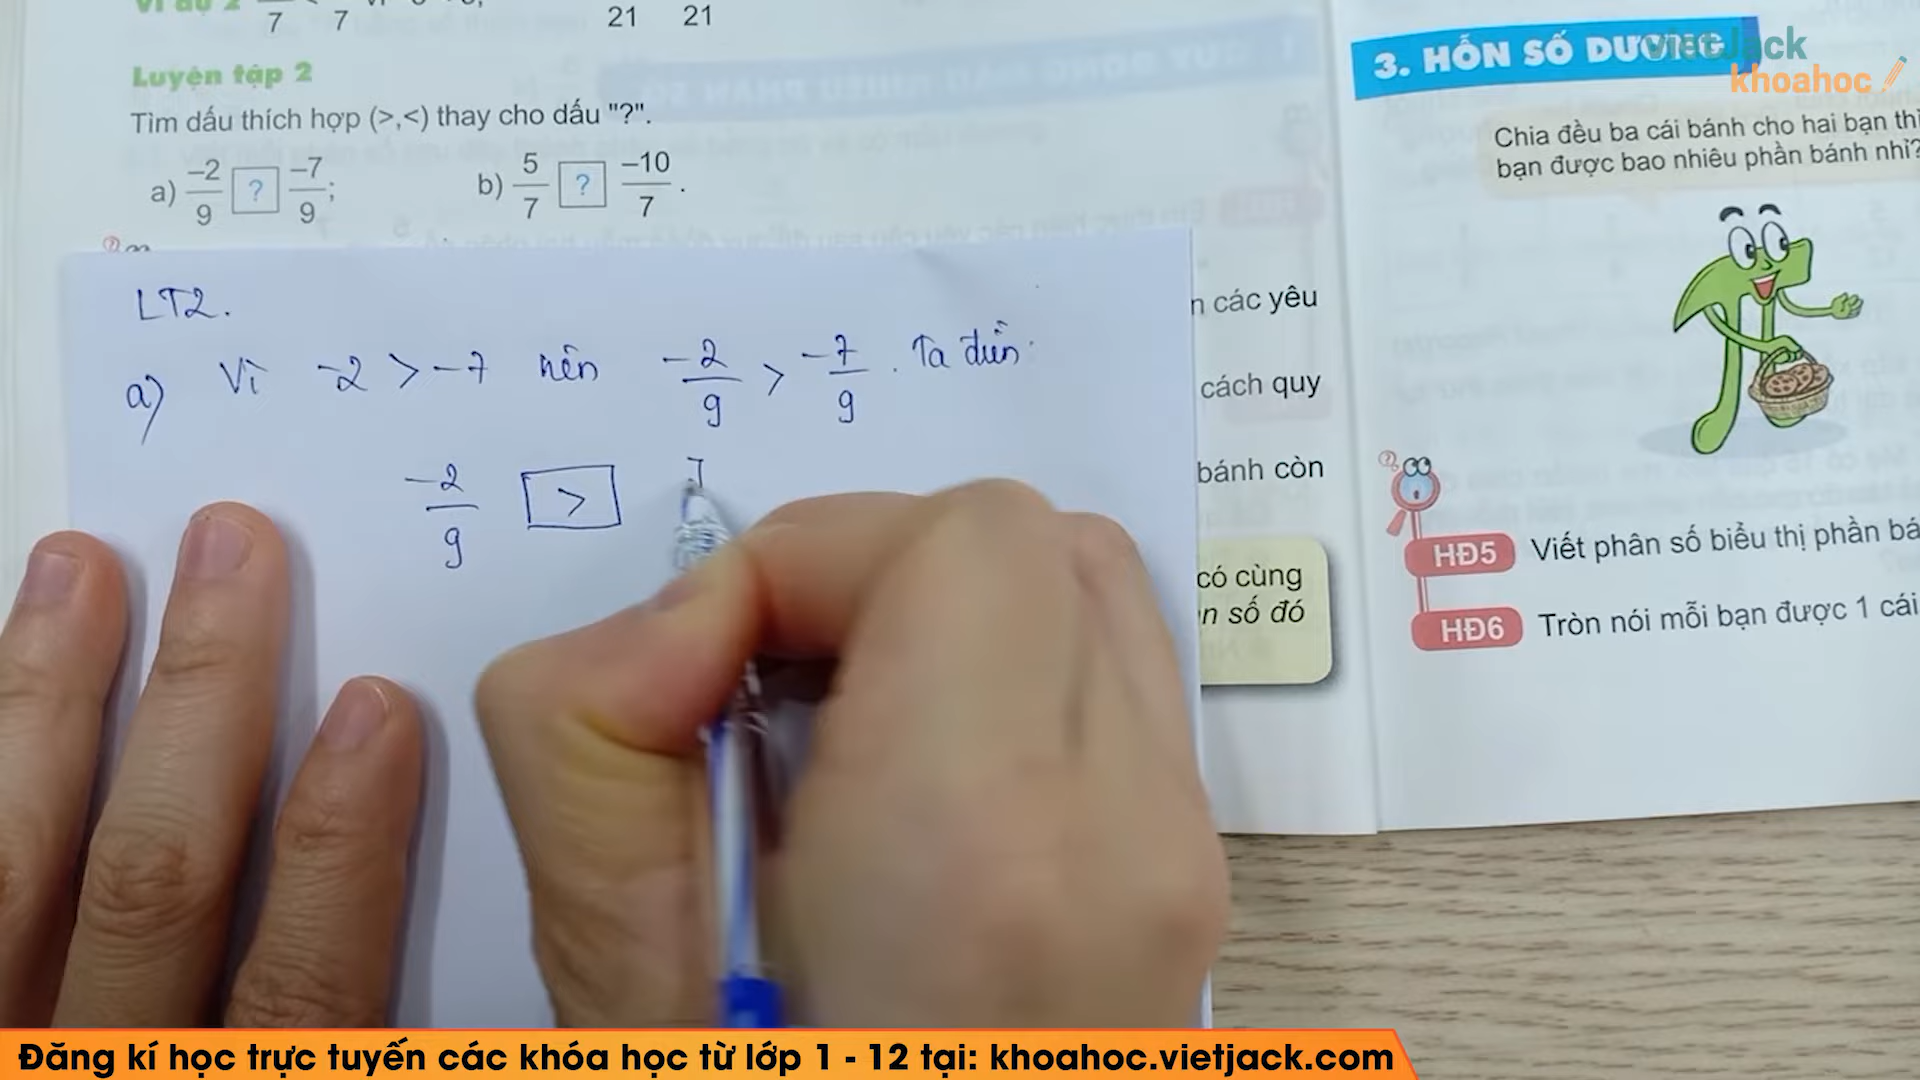 21 21
7 7
Luyện tập 2
Tìm dấu thích hợp (>,<) thay cho dấu "?".
a) -2/9 ? -7/9; b) 5/7 ? -10/7.
LT2.
a) Vì -2 > -7 nên -2/9 > -7/9. Ta điền:
-2/9 >
n các yêu
cách quy
bánh còn
có cùng
n số đó
3. HỖN SỐ DƯƠNG
vietJack
khoahoc
Chia đều ba cái bánh cho hai bạn thì
bạn được bao nhiêu phần bánh nhỉ?
HĐ5 Viết phân số biểu thị phần bá
HĐ6 Tròn nói mỗi bạn được 1 cái
Đăng kí học trực tuyến các khóa học từ lớp 1 - 12 tại: khoahoc.vietjack.com